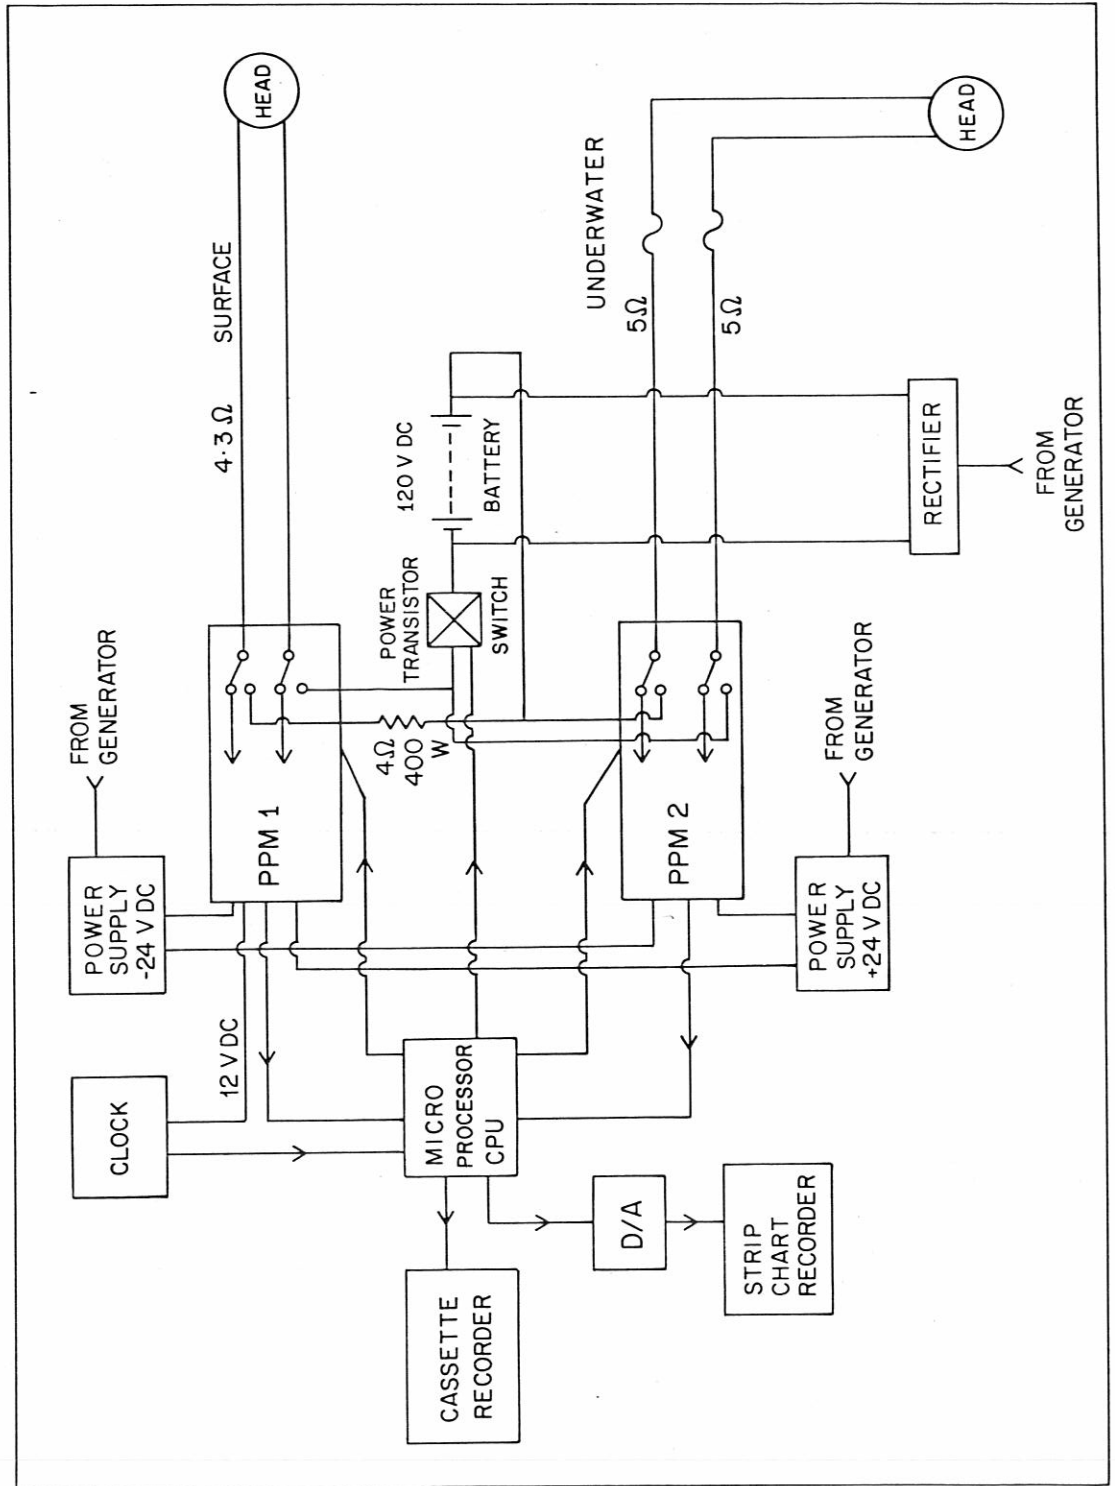 HEAD
4.3 Ω SURFACE
UNDERWATER
HEAD
5Ω
5Ω
120 V DC
BATTERY
POWER
TRANSISTOR
SWITCH
RECTIFIER
FROM
GENERATOR
FROM
GENERATOR
4Ω
400
W
FROM
GENERATOR
POWER
SUPPLY
-24 V DC
PPM 1
PPM 2
POWER
SUPPLY
+24 V DC
CLOCK
12 V DC
MICRO
PROCESSOR
CPU
CASSETTE
RECORDER
D/A
STRIP
CHART
RECORDER